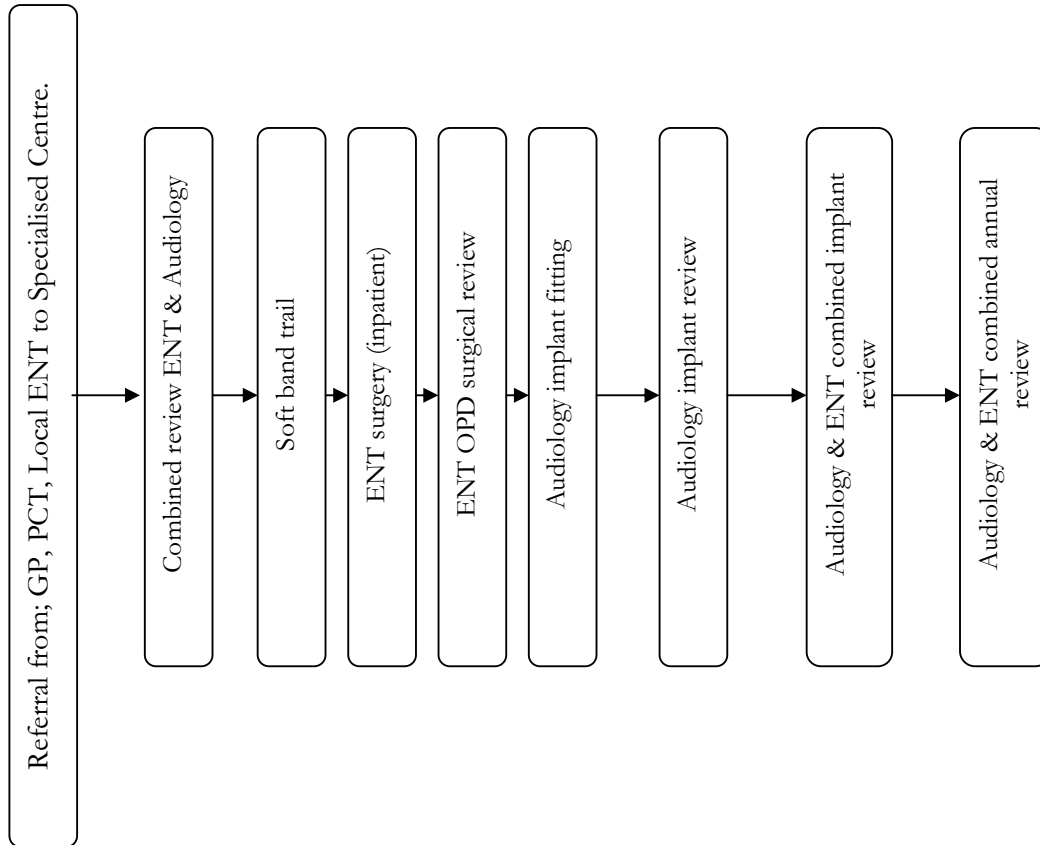 Referral from; GP, PCT, Local ENT to Specialised Centre.
Combined review ENT & Audiology
Soft band trail
ENT surgery (inpatient)
ENT OPD surgical review
Audiology implant fitting
Audiology implant review
Audiology & ENT combined implant
review
Audiology & ENT combined annual
review